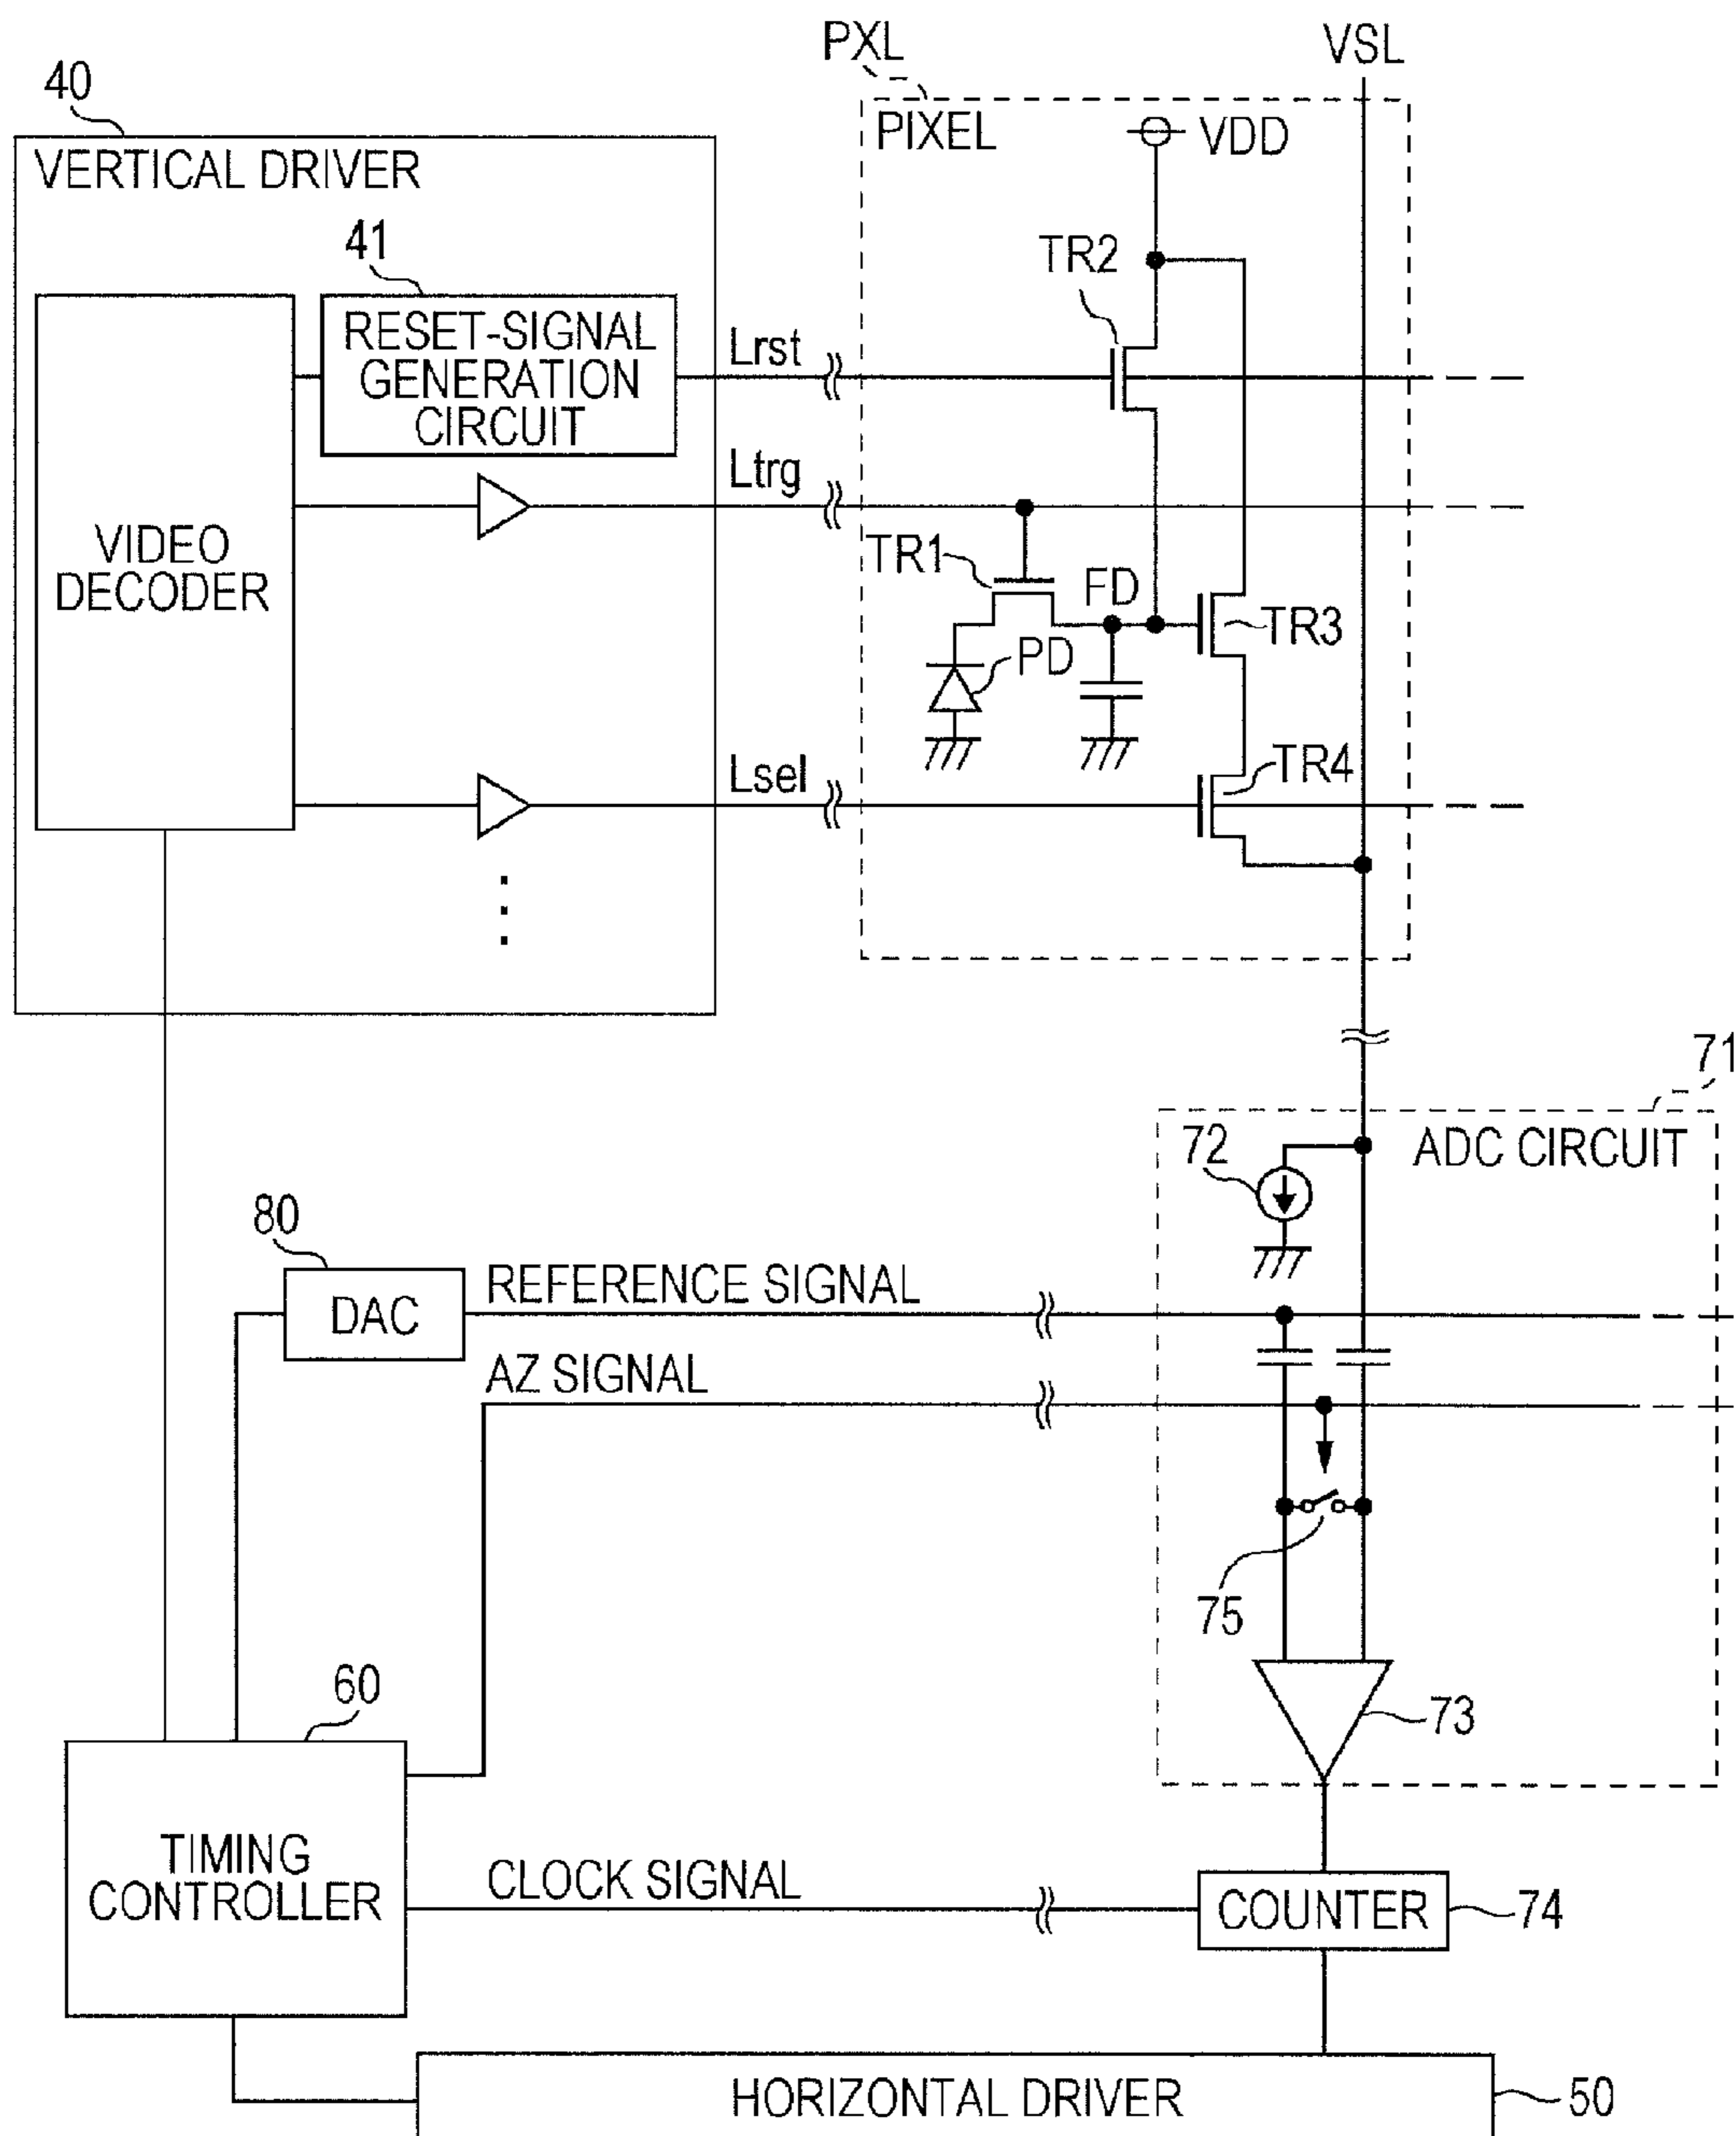 PXL
VSL
40
PIXEL
VDD
VERTICAL DRIVER
41
TR2
RESET-SIGNAL
GENERATION
CIRCUIT
Lrst
Ltrg
VIDEO
DECODER
TR1
FD
TR3
PD
Lsel
TR4
71
72
ADC CIRCUIT
80
REFERENCE SIGNAL
DAC
AZ SIGNAL
75
60
73
TIMING
CONTROLLER
CLOCK SIGNAL
COUNTER
74
HORIZONTAL DRIVER
50